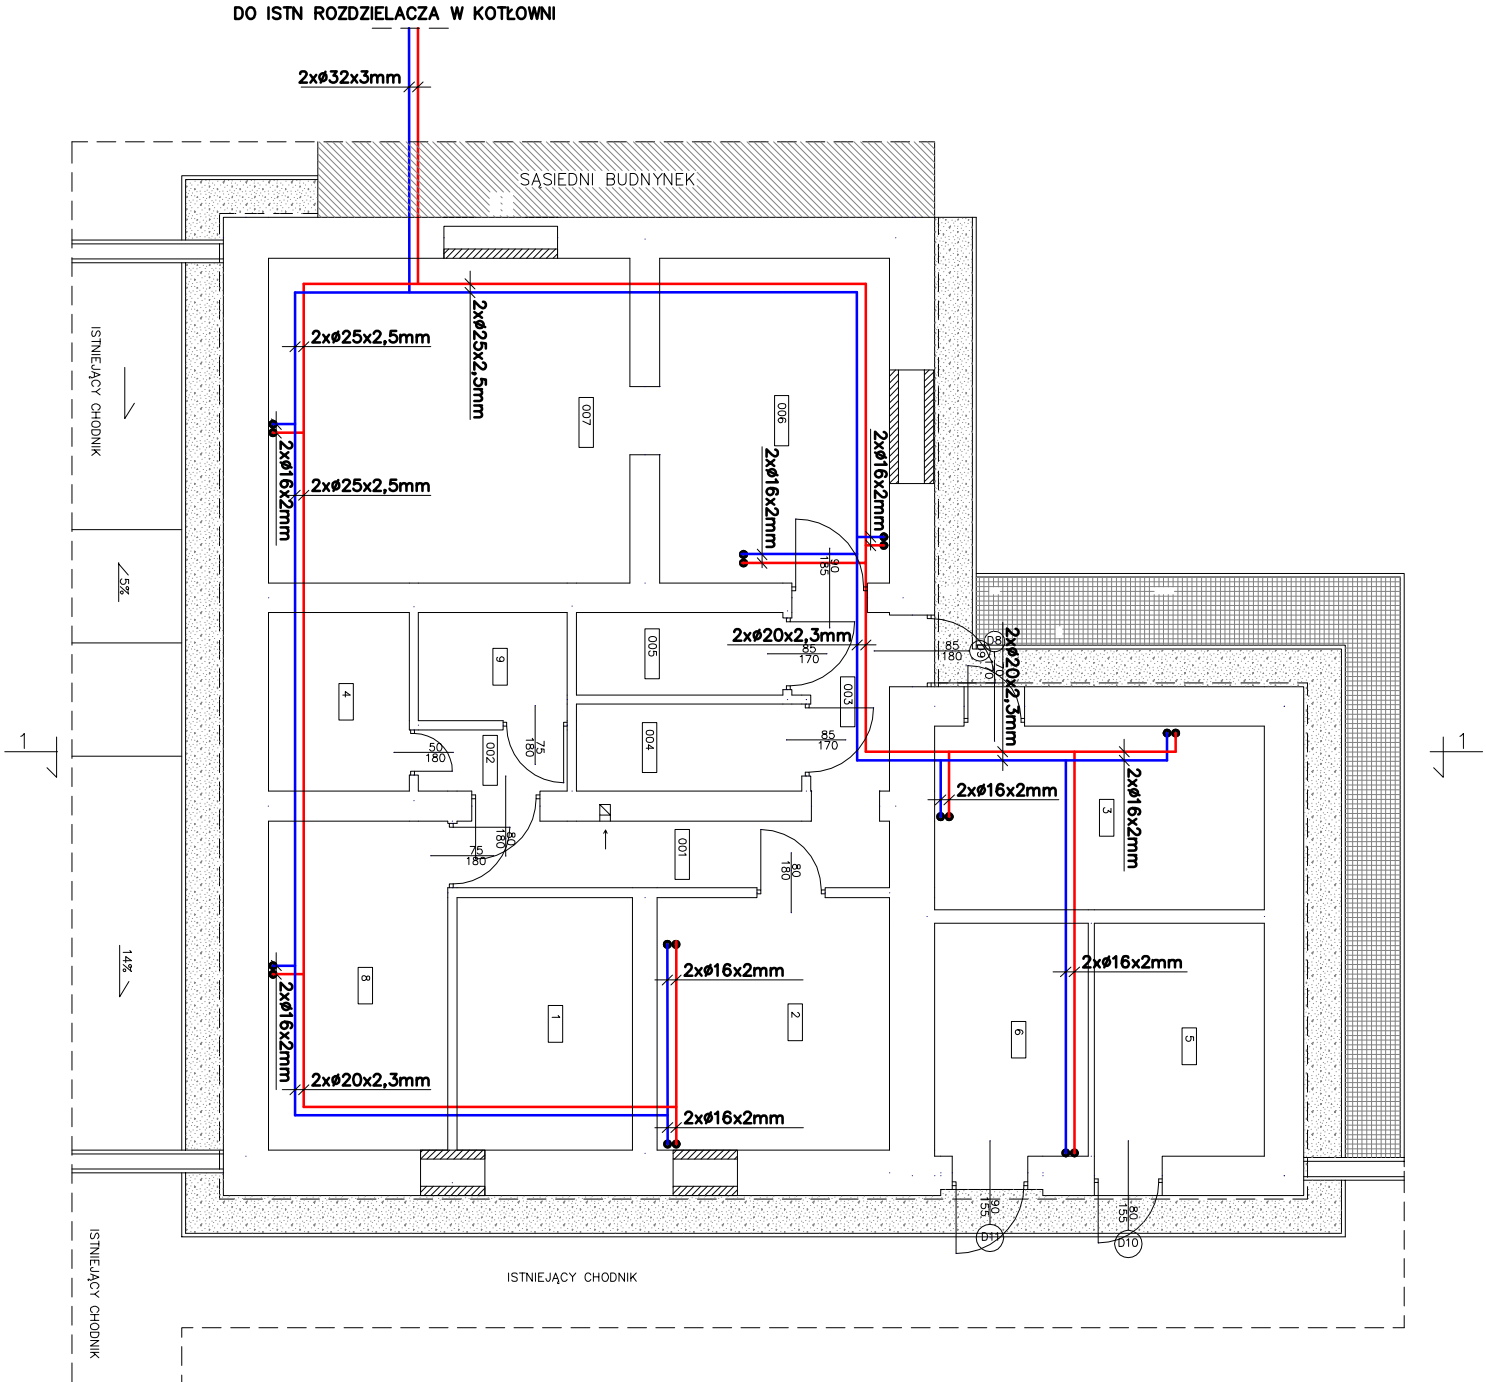 DO ISTN ROZDZIELACZA W KOTŁOWNI
2xø32x3mm
SĄSIEDNI BUDNYNEK
ISTNIEJĄCY CHODNIK
2xø25x2,5mm
2xø25x2,5mm
007
006
2xø16x2mm
2xø16x2mm
2xø16x2mm
2xø25x2,5mm
5%
90
185
2xø20x2,3mm
85
170
005
9
4
003
85
180
D9
D8
2xø20x2,3mm
1
50
180
002
75
180
004
85
170
1
2xø16x2mm
3
2xø16x2mm
80
180
75
180
001
80
180
14%
8
2xø16x2mm
2xø16x2mm
2xø16x2mm
1
2
6
5
2xø20x2,3mm
2xø16x2mm
90
155
D11
80
155
D10
ISTNIEJĄCY CHODNIK
ISTNIEJĄCY CHODNIK